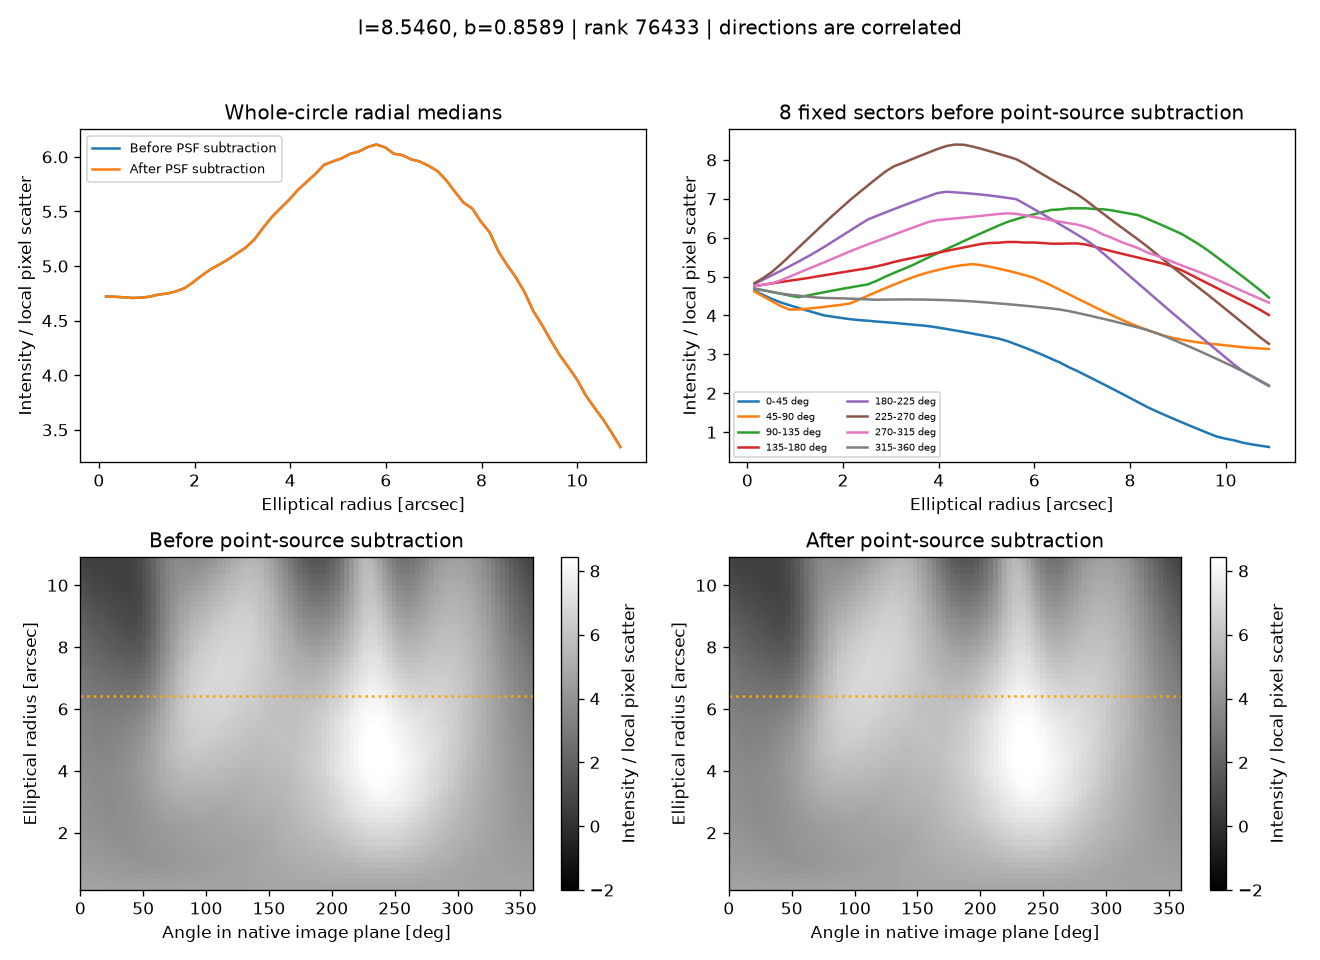 l=8.5460, b=0.8589 | rank 76433 | directions are correlated
Whole-circle radial medians
Before PSF subtraction
After PSF subtraction
6.0
5.5
5.0
4.5
4.0
3.5
Intensity / local pixel scatter
0 2 4 6 8 10
Elliptical radius [arcsec]
8 fixed sectors before point-source subtraction
8
7
6
5
4
3
2
1
Intensity / local pixel scatter
0-45 deg
45-90 deg
90-135 deg
135-180 deg
180-225 deg
225-270 deg
270-315 deg
315-360 deg
0 2 4 6 8 10
Elliptical radius [arcsec]
Before point-source subtraction
10
8
6
4
2
Elliptical radius [arcsec]
0 50 100 150 200 250 300 350
Angle in native image plane [deg]
8
6
4
2
0
−2
Intensity / local pixel scatter
After point-source subtraction
10
8
6
4
2
Elliptical radius [arcsec]
0 50 100 150 200 250 300 350
Angle in native image plane [deg]
8
6
4
2
0
−2
Intensity / local pixel scatter